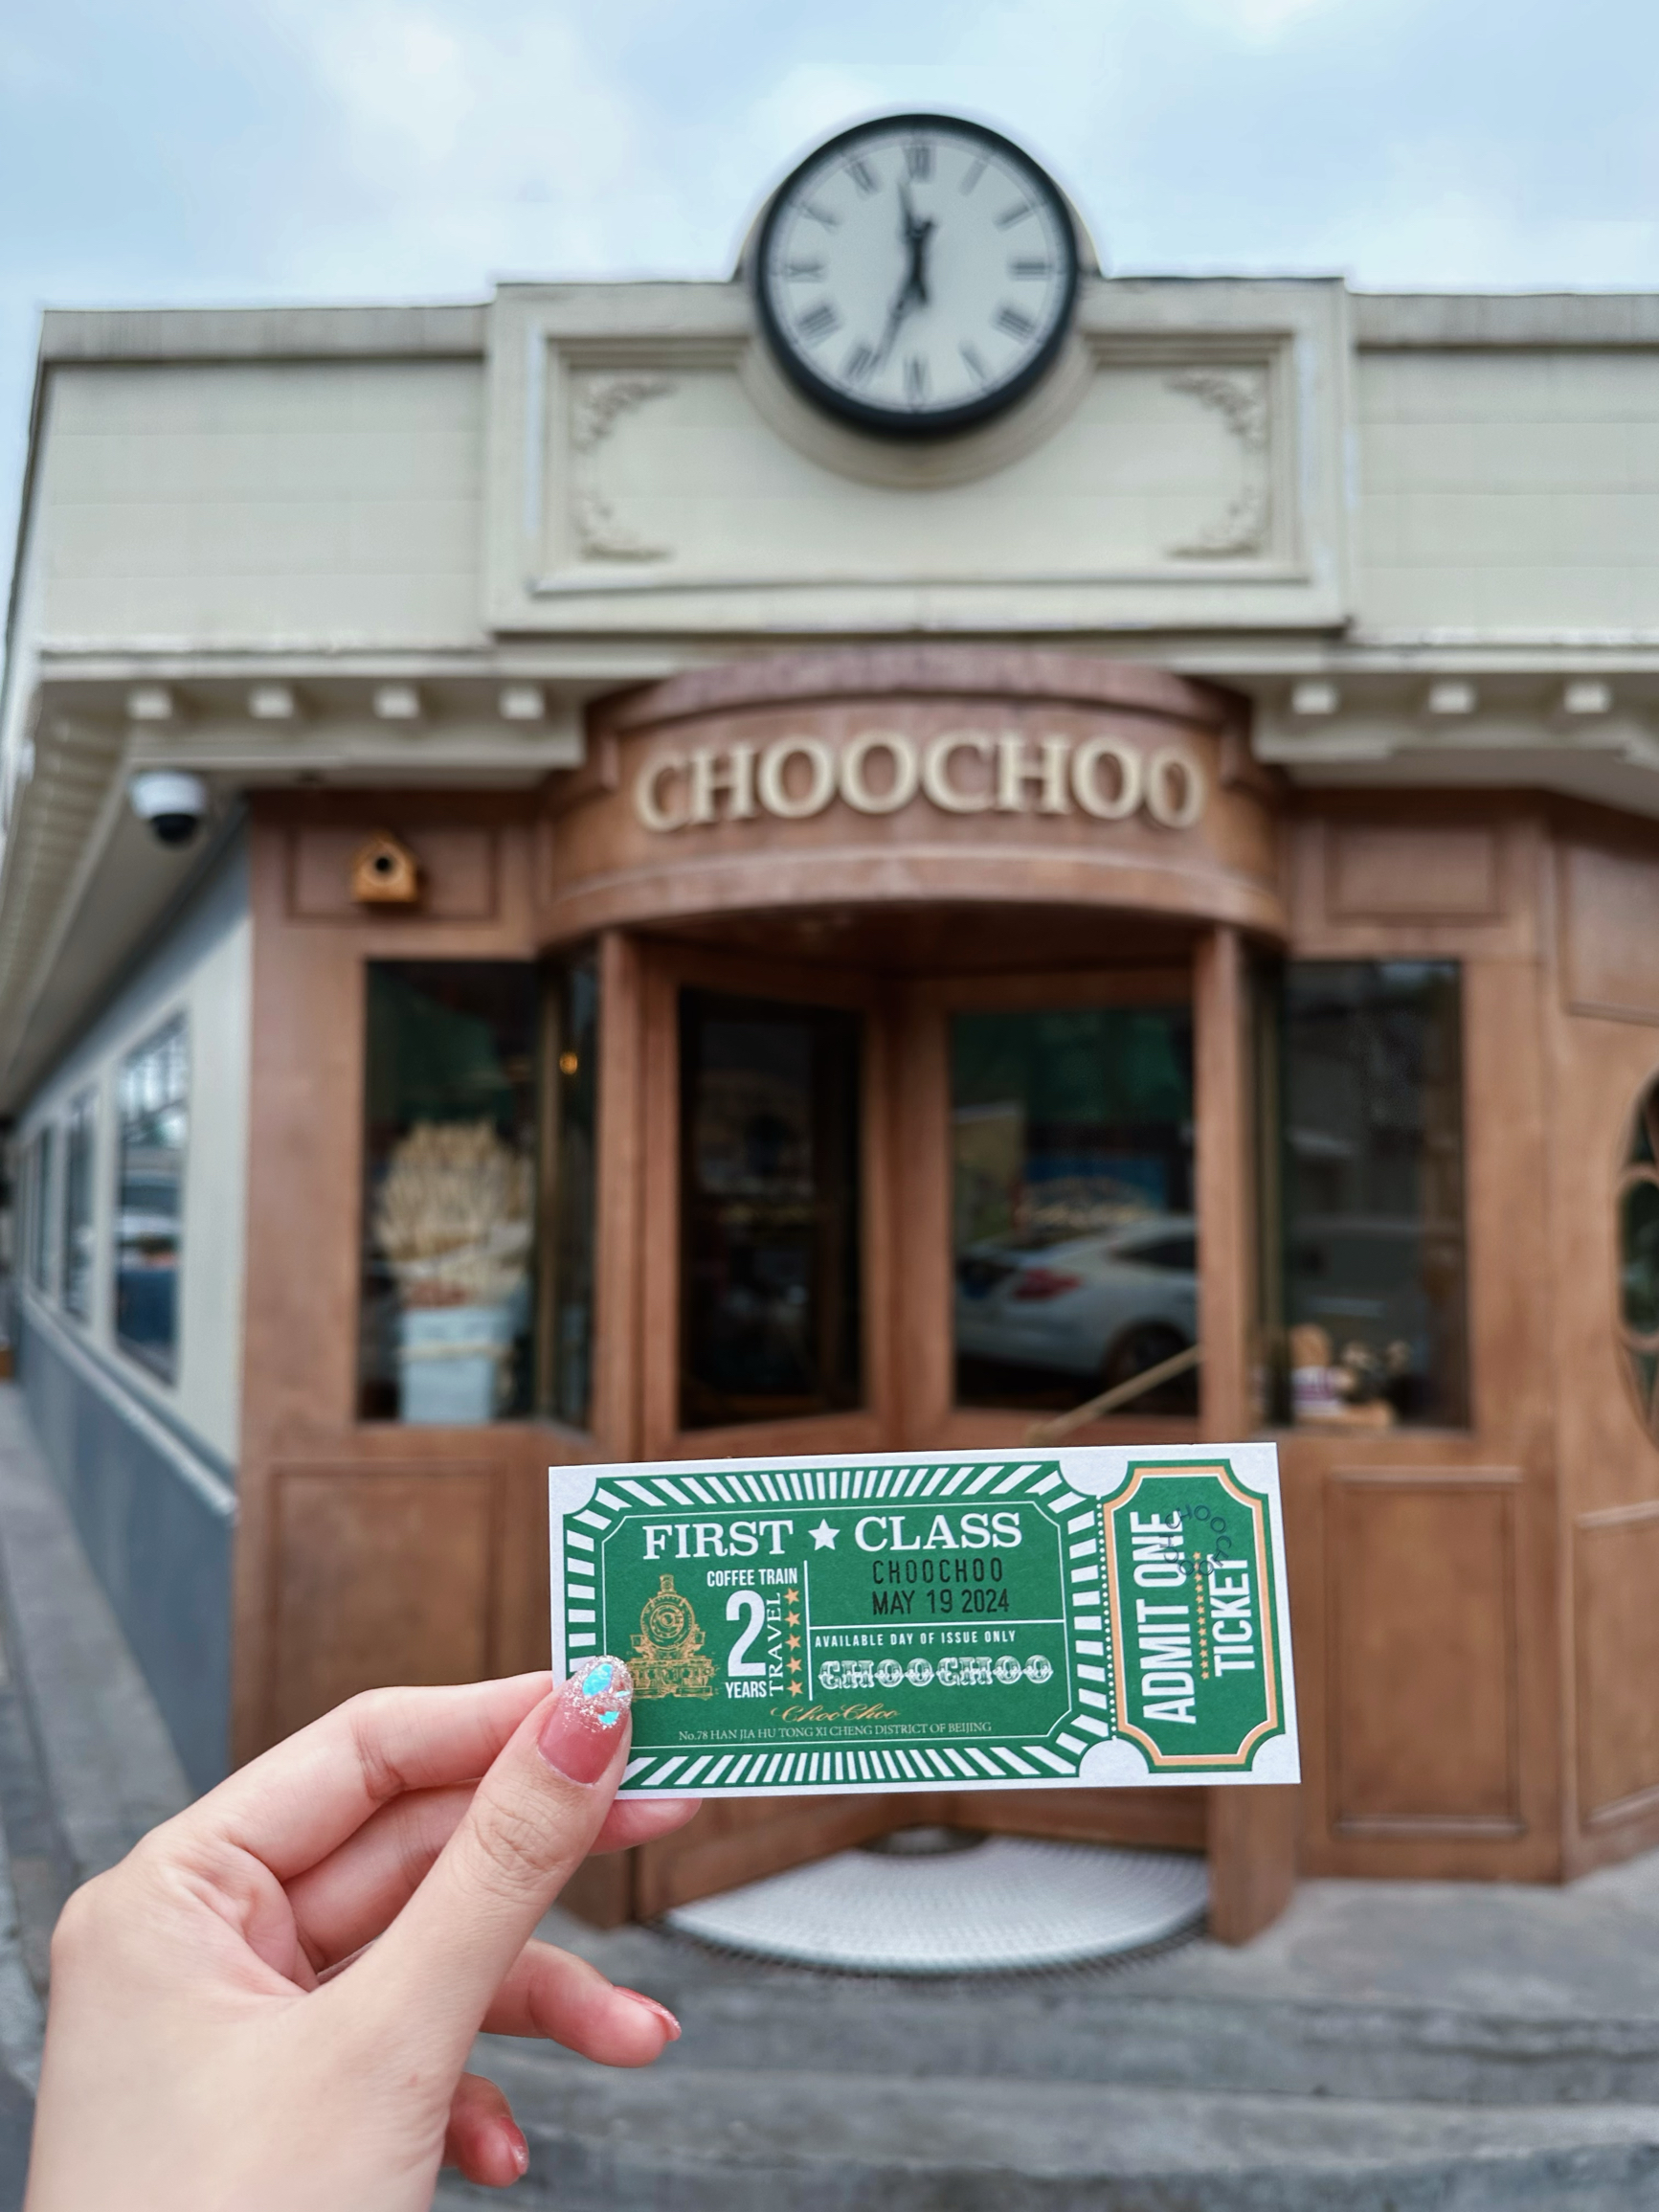 CHOOCHOO
FIRST ★ CLASS
COFFEE TRAIN
2
YEARS
TRAVEL
CHOOCHOO
MAY 19 2024
AVAILABLE DAY OF ISSUE ONLY
CHOOCHOO
ChooChoo
No.78 HAN JIA HU TONG XI CHENG DISTRICT OF BEIJING
ADMIT ONE
TICKET
CHOOCHOO